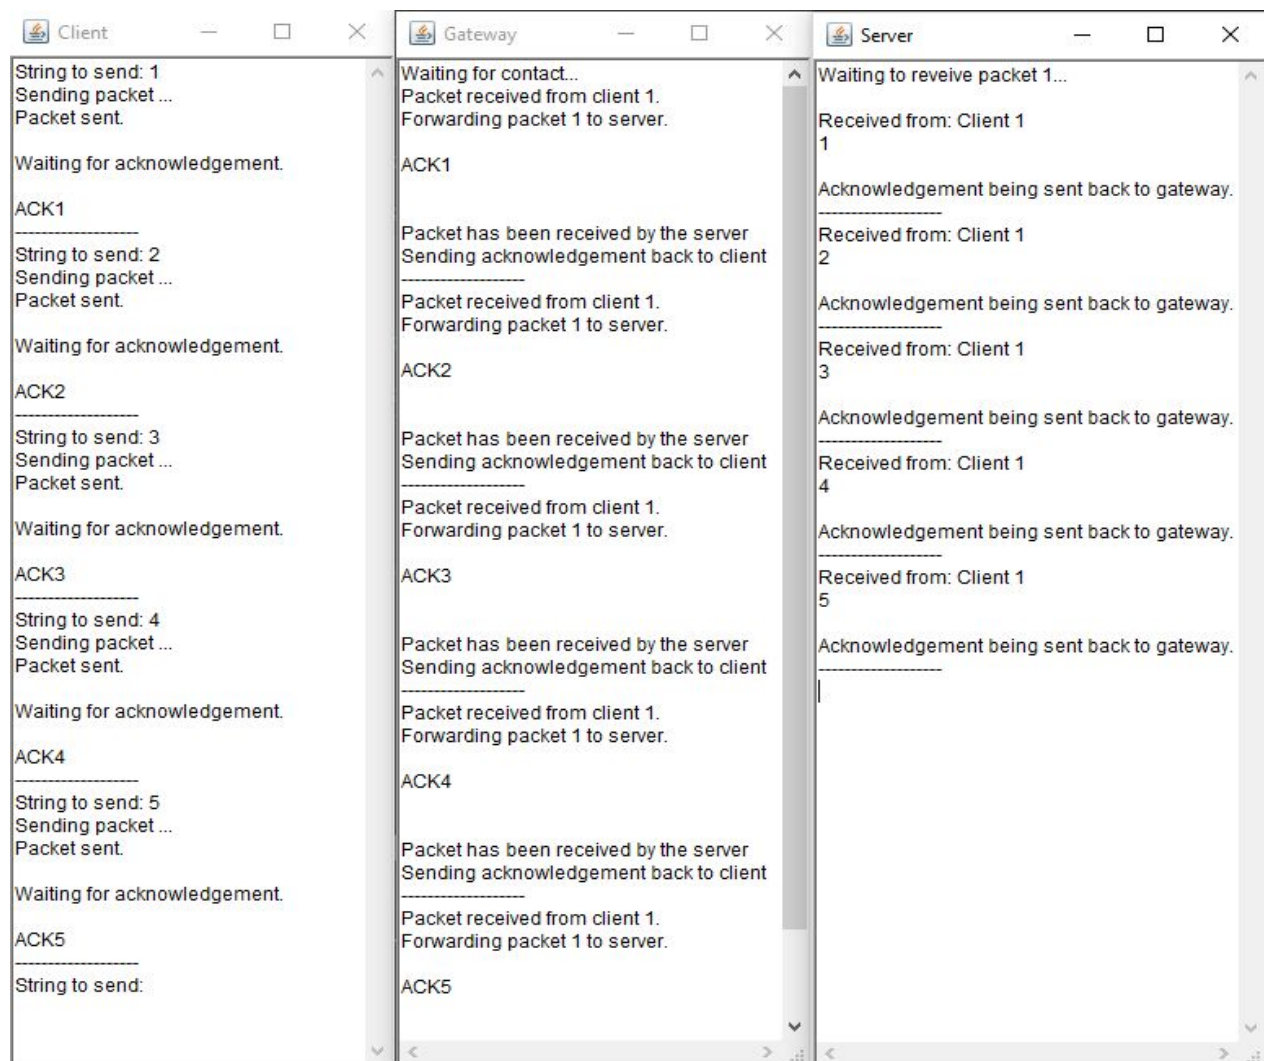 Client
String to send: 1
Sending packet ...
Packet sent.
Waiting for acknowledgement.
ACK1
-------------------
String to send: 2
Sending packet ...
Packet sent.
Waiting for acknowledgement.
ACK2
-------------------
String to send: 3
Sending packet ...
Packet sent.
Waiting for acknowledgement.
ACK3
-------------------
String to send: 4
Sending packet ...
Packet sent.
Waiting for acknowledgement.
ACK4
-------------------
String to send: 5
Sending packet ...
Packet sent.
Waiting for acknowledgement.
ACK5
-------------------
String to send:
Gateway
Waiting for contact...
Packet received from client 1.
Forwarding packet 1 to server.
ACK1
Packet has been received by the server
Sending acknowledgement back to client
-------------------
Packet received from client 1.
Forwarding packet 1 to server.
ACK2
Packet has been received by the server
Sending acknowledgement back to client
-------------------
Packet received from client 1.
Forwarding packet 1 to server.
ACK3
Packet has been received by the server
Sending acknowledgement back to client
-------------------
Packet received from client 1.
Forwarding packet 1 to server.
ACK4
Packet has been received by the server
Sending acknowledgement back to client
-------------------
Packet received from client 1.
Forwarding packet 1 to server.
ACK5
Server
Waiting to reveive packet 1...
Received from: Client 1
1
Acknowledgement being sent back to gateway.
-------------------
Received from: Client 1
2
Acknowledgement being sent back to gateway.
-------------------
Received from: Client 1
3
Acknowledgement being sent back to gateway.
-------------------
Received from: Client 1
4
Acknowledgement being sent back to gateway.
-------------------
Received from: Client 1
5
Acknowledgement being sent back to gateway.
-------------------